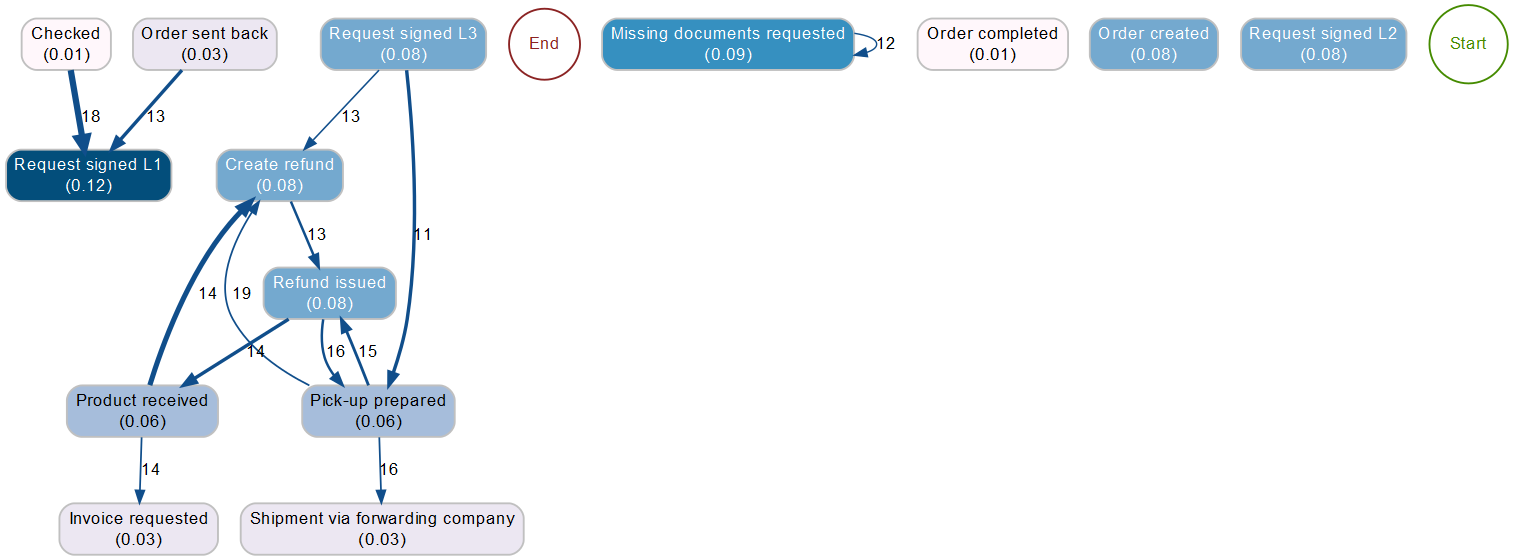 Checked
(0.01)
Order sent back
(0.03)
Request signed L3
(0.08)
End
Missing documents requested
(0.09)
12
Order completed
(0.01)
Order created
(0.08)
Request signed L2
(0.08)
Start
18
13
13
Request signed L1
(0.12)
Create refund
(0.08)
13
11
Refund issued
(0.08)
14
19
14
16
15
Product received
(0.06)
Pick-up prepared
(0.06)
14
16
Invoice requested
(0.03)
Shipment via forwarding company
(0.03)